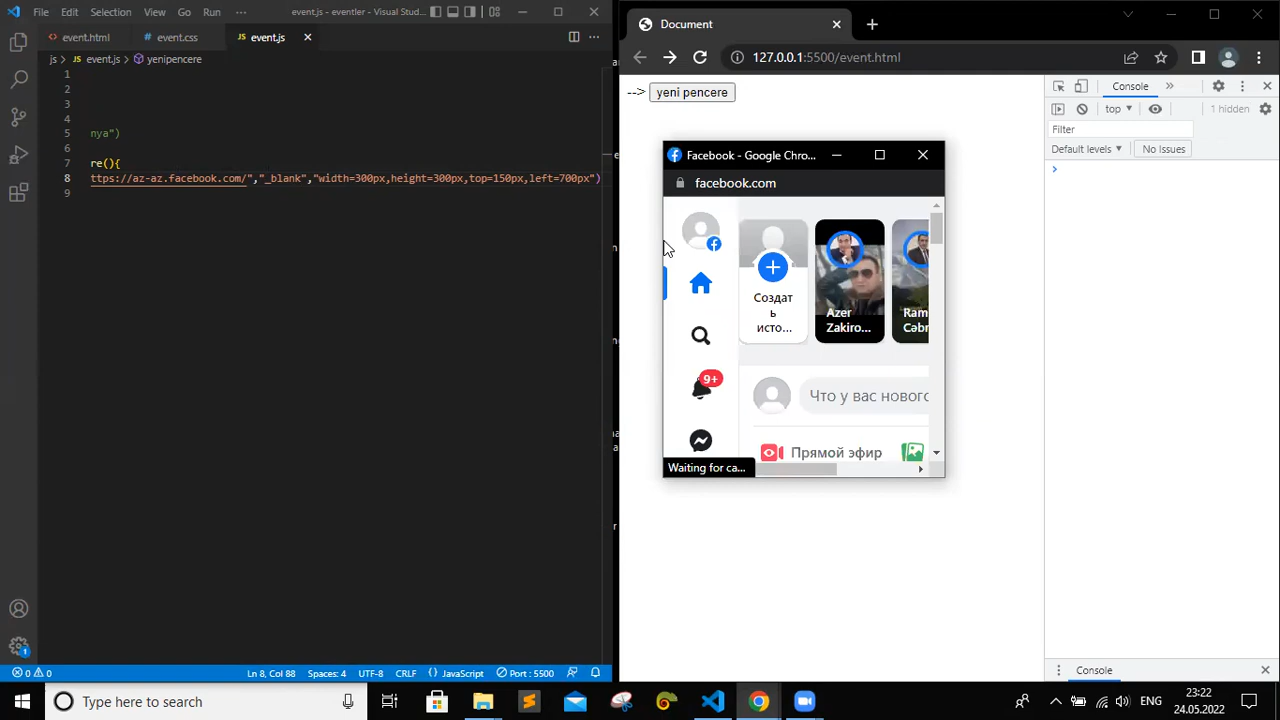 File Edit Selection View Go Run ··· event.js - eventler - Visual Stud...
event.html event.css event.js
js > event.js > yenipencere
1
2
3
4
5 nya")
6
7 re(){
8 ttps://az-az.facebook.com/","_blank","width=300px,height=300px,top=150px,left=700px")
9
0 0 Ln 8, Col 88 Spaces: 4 UTF-8 CRLF {} JavaScript Port : 5500
Document
127.0.0.1:5500/event.html
--> yeni pencere
Facebook - Google Chro...
facebook.com
Создат
ь
исто...
Azer
Zakiro...
Ram
Cəbr
9+
Что у вас нового
Прямой эфир
Waiting for ca...
Console »
top 1 hidden
Filter
Default levels No Issues
Console
Type here to search
ENG
23:22
24.05.2022